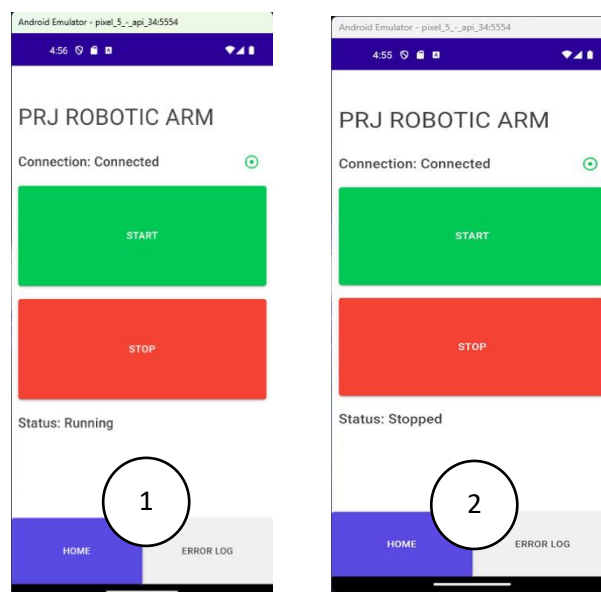 Android Emulator - pixel_5_-_api_34:5554
4:56
PRJ ROBOTIC ARM
Connection: Connected
START
STOP
Status: Running
1
HOME
ERROR LOG
Android Emulator - pixel_5_-_api_34:5554
4:55
PRJ ROBOTIC ARM
Connection: Connected
START
STOP
Status: Stopped
2
HOME
ERROR LOG